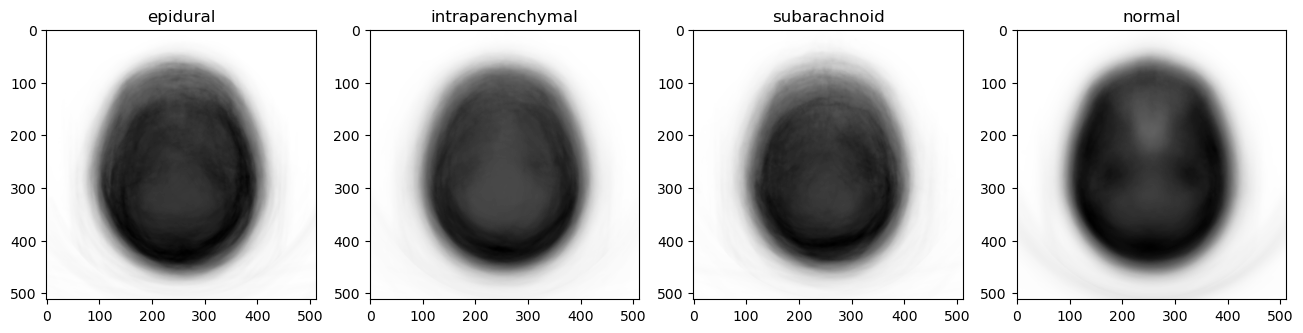 epidural intraparenchymal subarachnoid normal
0 0 0 0
100 100 100 100
200 200 200 200
300 300 300 300
400 400 400 400
500 500 500 500
0 100 200 300 400 500 0 100 200 300 400 500 0 100 200 300 400 500 0 100 200 300 400 500